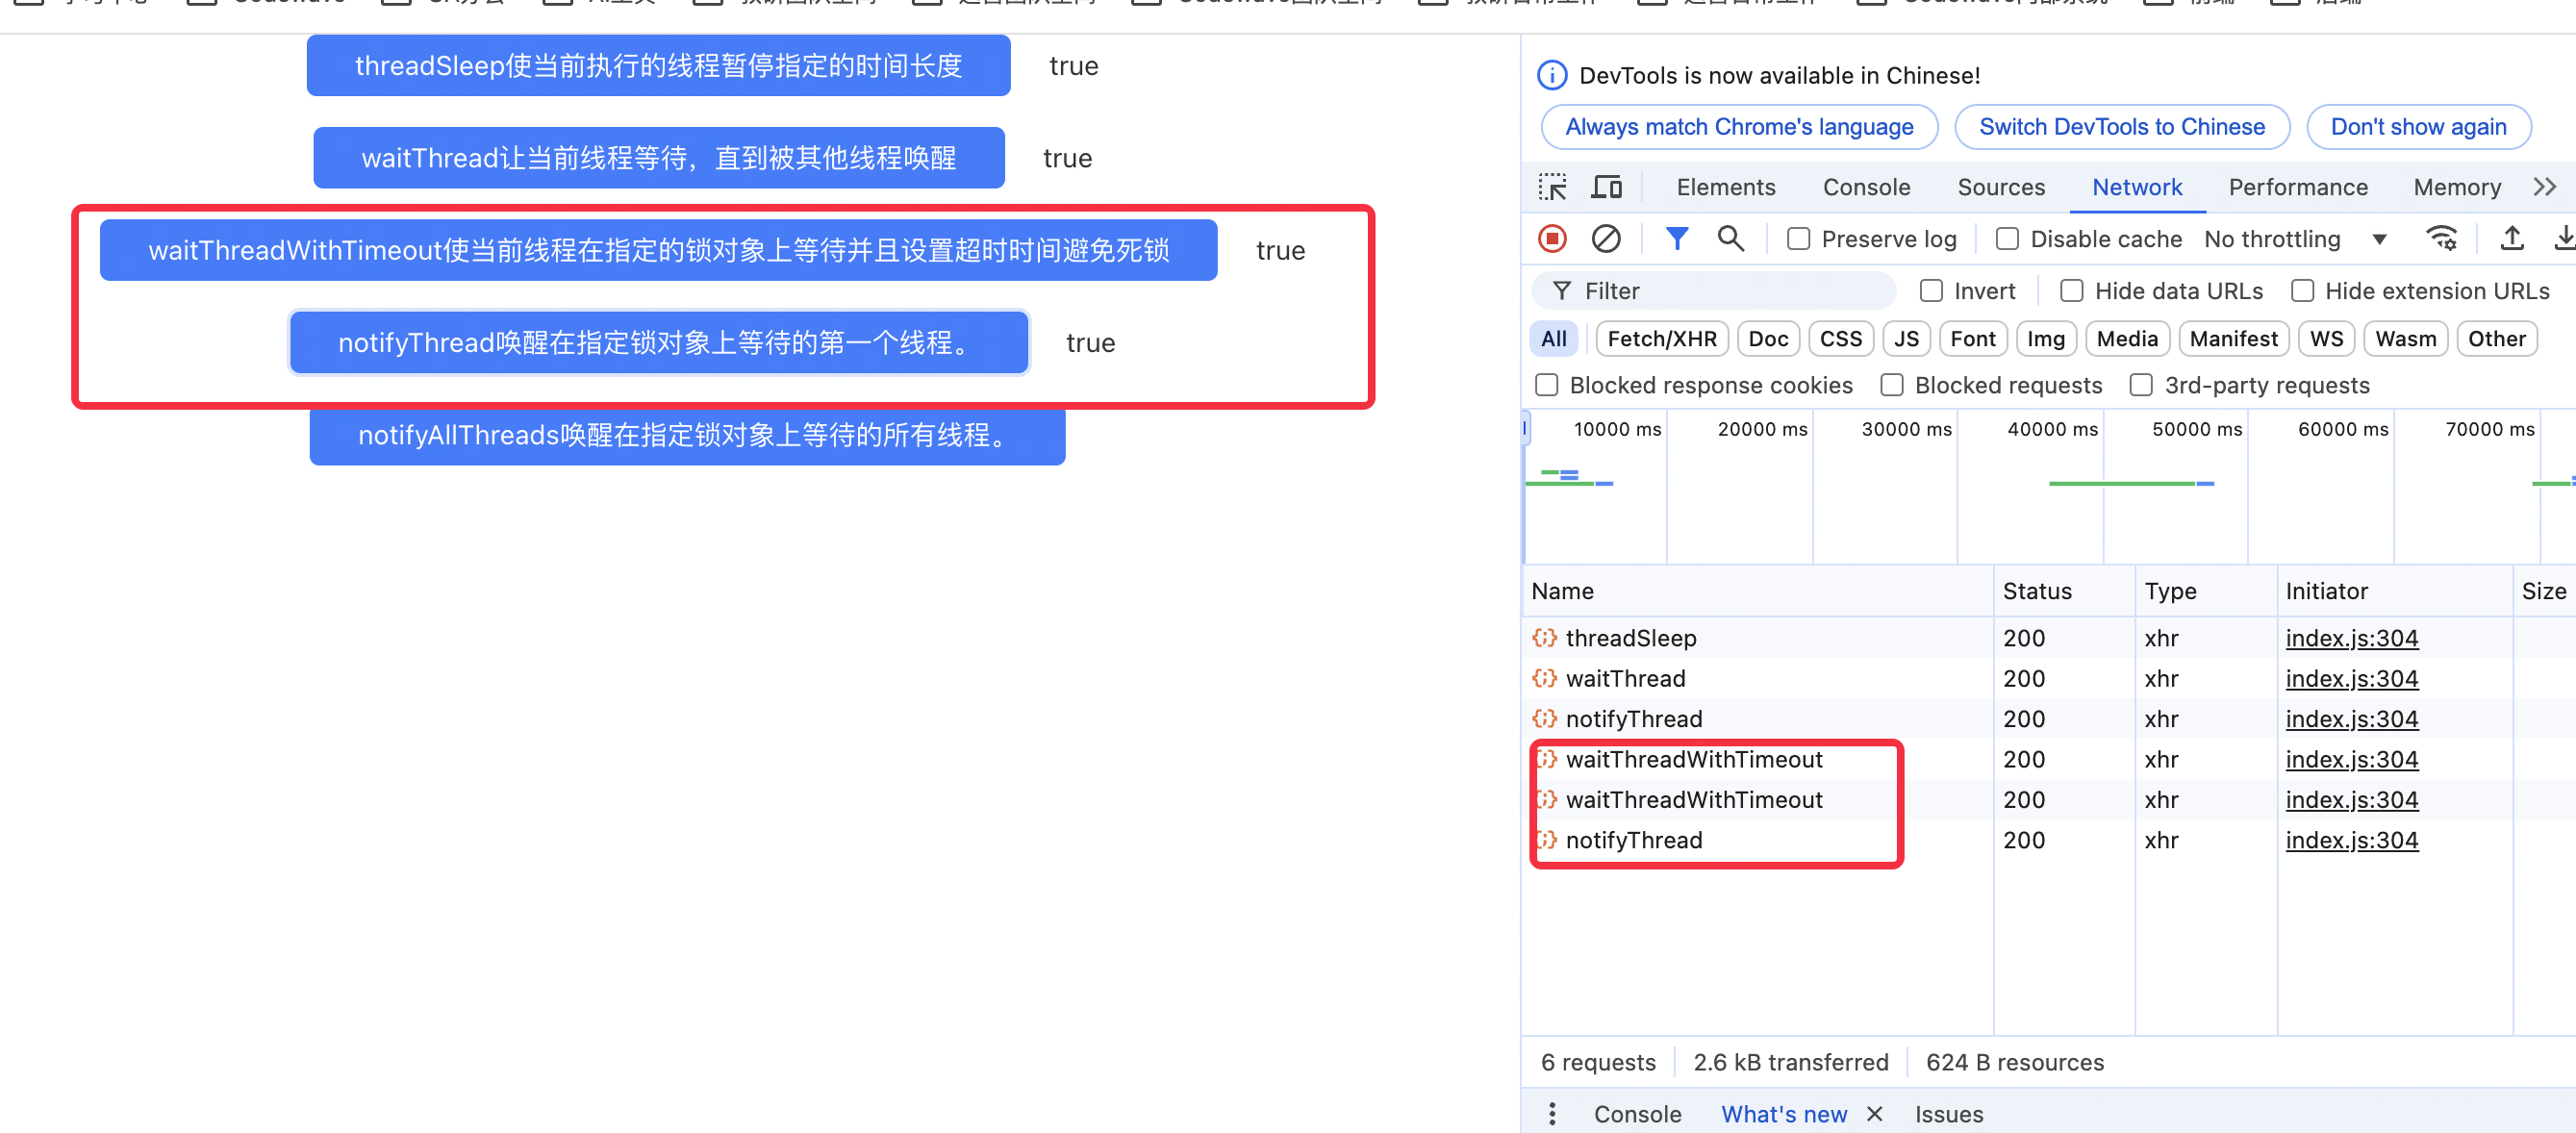 threadSleep使当前执行的线程暂停指定的时间长度 true
waitThread让当前线程等待，直到被其他线程唤醒 true
waitThreadWithTimeout使当前线程在指定的锁对象上等待并且设置超时时间避免死锁 true
notifyThread唤醒在指定锁对象上等待的第一个线程。 true
notifyAllThreads唤醒在指定锁对象上等待的所有线程。
DevTools is now available in Chinese!
Always match Chrome's language Switch DevTools to Chinese Don't show again
Elements Console Sources Network Performance Memory
Preserve log Disable cache No throttling
Filter Invert Hide data URLs Hide extension URLs
All Fetch/XHR Doc CSS JS Font Img Media Manifest WS Wasm Other
Blocked response cookies Blocked requests 3rd-party requests
10000 ms 20000 ms 30000 ms 40000 ms 50000 ms 60000 ms 70000 ms
Name Status Type Initiator Size
threadSleep 200 xhr index.js:304
waitThread 200 xhr index.js:304
notifyThread 200 xhr index.js:304
waitThreadWithTimeout 200 xhr index.js:304
waitThreadWithTimeout 200 xhr index.js:304
notifyThread 200 xhr index.js:304
6 requests 2.6 kB transferred 624 B resources
Console What's new Issues